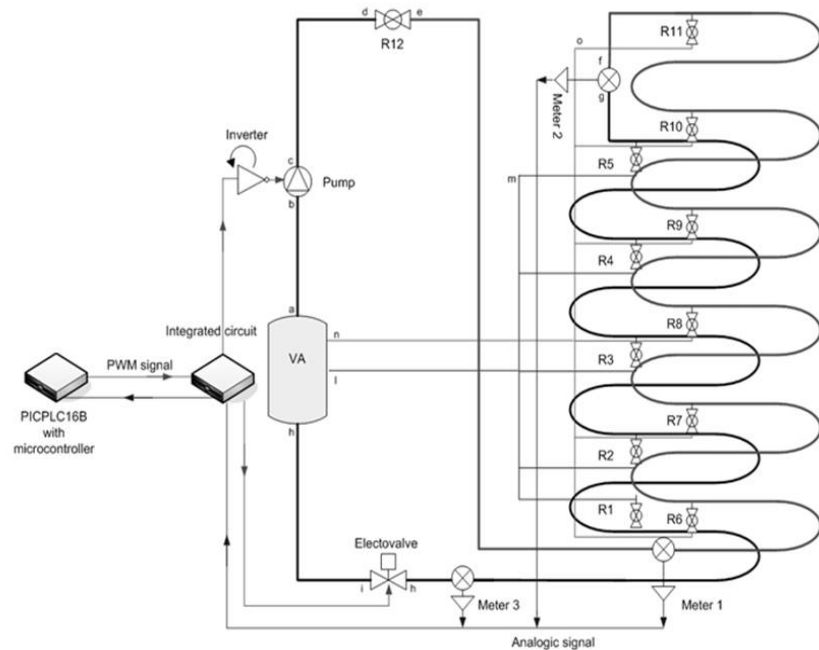 d
e
R12
o
R11
f
g
Meter 2
R10
Inverter
c
Pump
b
R5
m
R9
R4
a
Integrated circuit
n
R8
VA
R3
l
PWM signal
PICPLC16B
with
microcontroller
h
R7
R2
R1
R6
Electovalve
i
h
Meter 3
Meter 1
Analogic signal